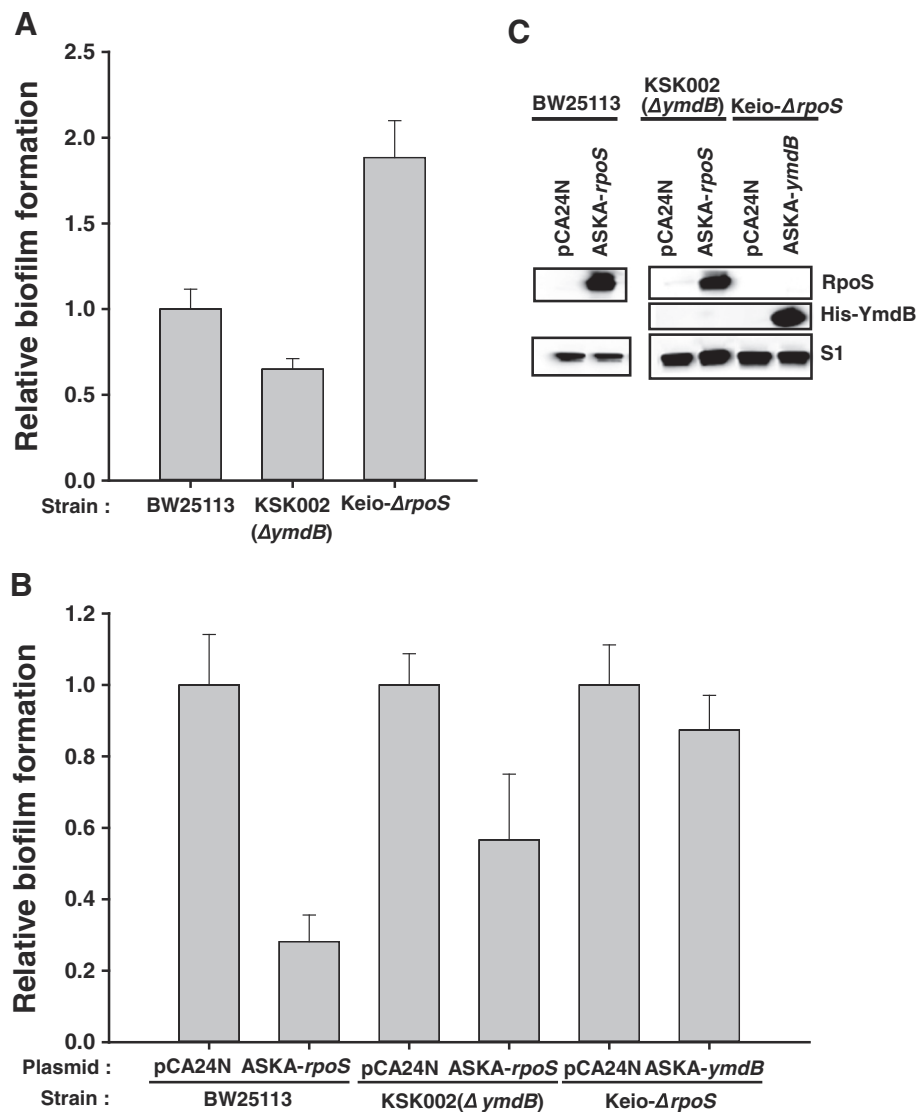 A
Relative biofilm formation
2.5
2.0
1.5
1.0
0.5
0.0
Strain :
BW25113
KSK002
(ΔymdB)
Keio-ΔrpoS
C
BW25113
KSK002
(ΔymdB)
Keio-ΔrpoS
pCA24N
ASKA-rpoS
pCA24N
ASKA-rpoS
pCA24N
ASKA-ymdB
RpoS
His-YmdB
S1
B
Relative biofilm formation
1.2
1.0
0.8
0.6
0.4
0.2
0.0
Plasmid : pCA24N ASKA-rpoS pCA24N ASKA-rpoS pCA24N ASKA-ymdB
Strain : BW25113 KSK002(Δ ymdB) Keio-ΔrpoS